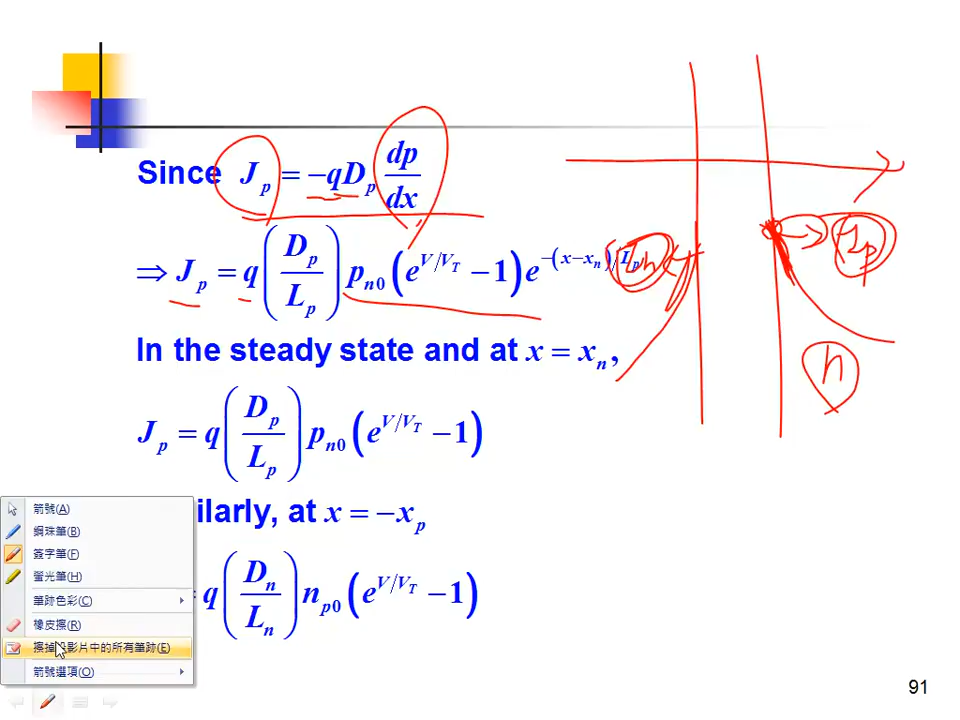 Since J_p = −qD_p dp/dx
⇒ J_p = q(D_p/L_p) p_n0 (e^{V/V_T} − 1) e^{−(x−x_n)/L_p}
In the steady state and at x = x_n,
J_p = q(D_p/L_p) p_n0 (e^{V/V_T} − 1)
ilarly, at x = −x_p
= q(D_n/L_n) n_p0 (e^{V/V_T} − 1)
Jp
n
箭號(A)
鋼珠筆(B)
簽字筆(F)
螢光筆(H)
筆跡色彩(C)
橡皮擦(R)
擦掉投影片中的所有筆跡(E)
箭號選項(O)
91